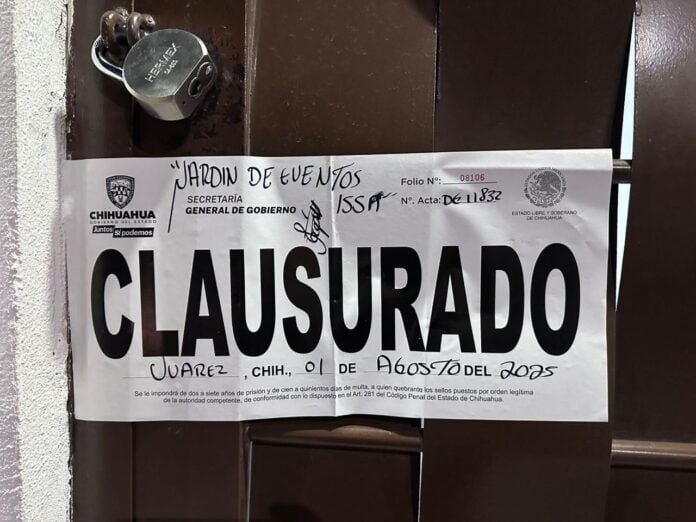 HERMEX
"JARDIN DE EVENTOS
ISSA"
CHIHUAHUA
GOBIERNO DEL ESTADO
Juntos Sí podemos
SECRETARÍA
GENERAL DE GOBIERNO
Folio Nº: 08106
Nº. Acta: DG 11832
ESTADO LIBRE Y SOBERANO
DE CHIHUAHUA
CLAUSURADO
JUAREZ, CHIH., 01 DE AGOSTO DEL 2025
Se le impondrá de dos a siete años de prisión y de cien a quinientos días de multa, a quien quebrante los sellos puestos por orden legítima
de la autoridad competente, de conformidad con lo dispuesto en el Art. 281 del Código Penal del Estado de Chihuahua.